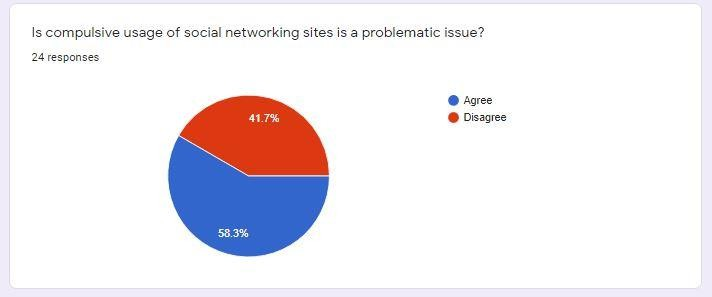 Is compulsive usage of social networking sites is a problematic issue?
24 responses
Agree
Disagree
41.7%
58.3%